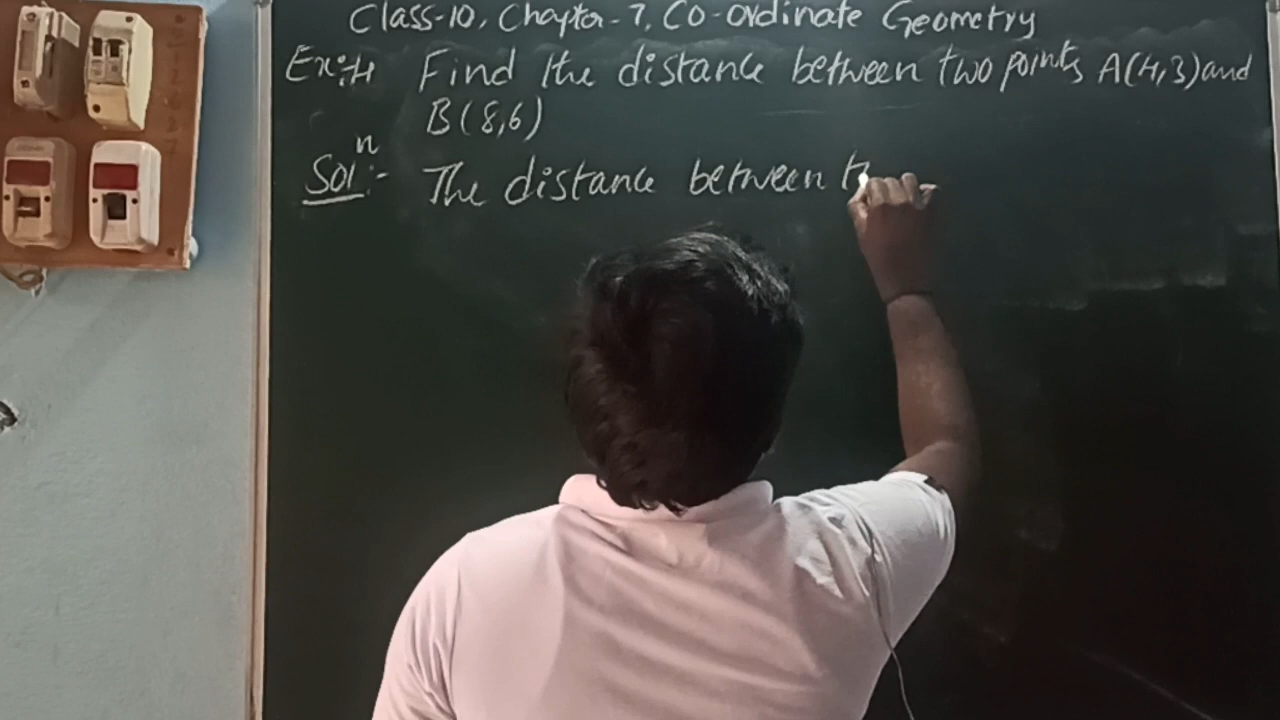 Class-10, Chapter-7, Co-ordinate Geometry
Ex:- Find the distance between two points A(4,3) and
B(8,6)
Solⁿ:- The distance between